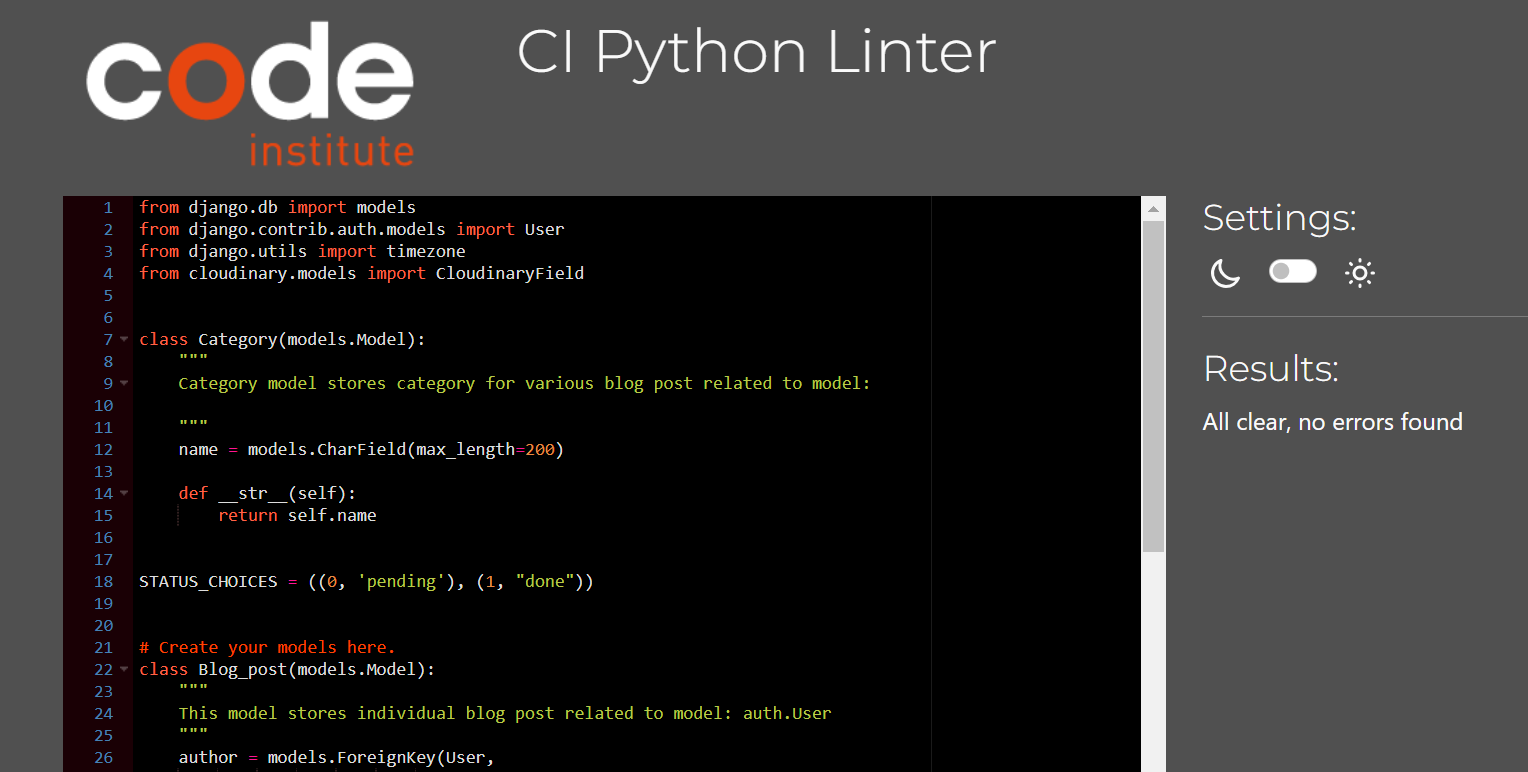 code
institute
CI Python Linter
1 from django.db import models
2 from django.contrib.auth.models import User
3 from django.utils import timezone
4 from cloudinary.models import CloudinaryField
5
6
7 class Category(models.Model):
8     """
9     Category model stores category for various blog post related to model:
10
11     """
12     name = models.CharField(max_length=200)
13
14     def __str__(self):
15         return self.name
16
17
18 STATUS_CHOICES = ((0, 'pending'), (1, "done"))
19
20
21 # Create your models here.
22 class Blog_post(models.Model):
23     """
24     This model stores individual blog post related to model: auth.User
25     """
26     author = models.ForeignKey(User,
Settings:
Results:
All clear, no errors found